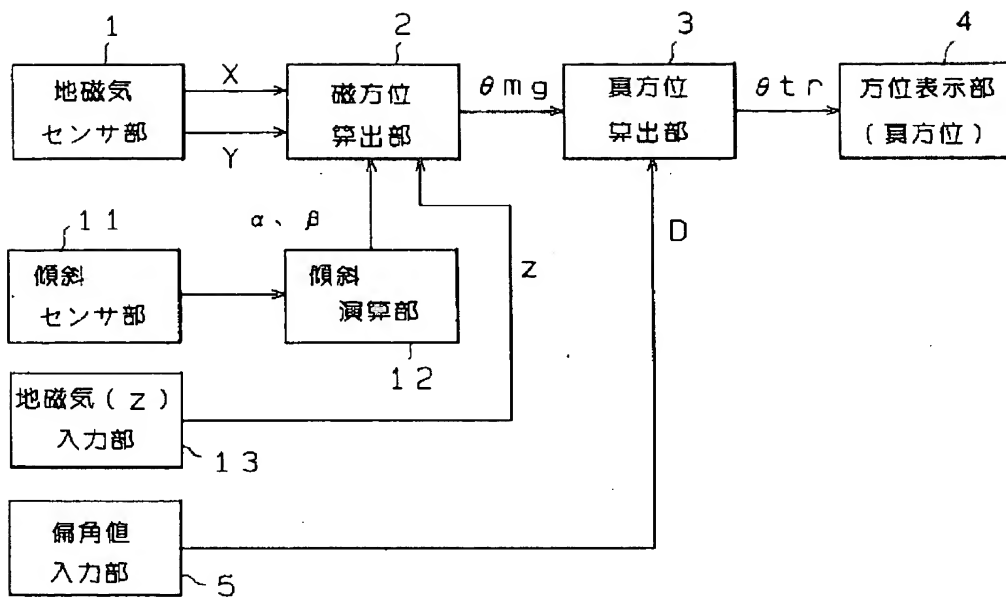 1
地磁気
センサ部
X
Y
2
磁方位
算出部
θmg
3
真方位
算出部
θtr
4
方位表示部
(真方位)
11
傾斜
センサ部
α、β
傾斜
演算部
12
Z
D
地磁気(Z)
入力部
13
偏角値
入力部
5